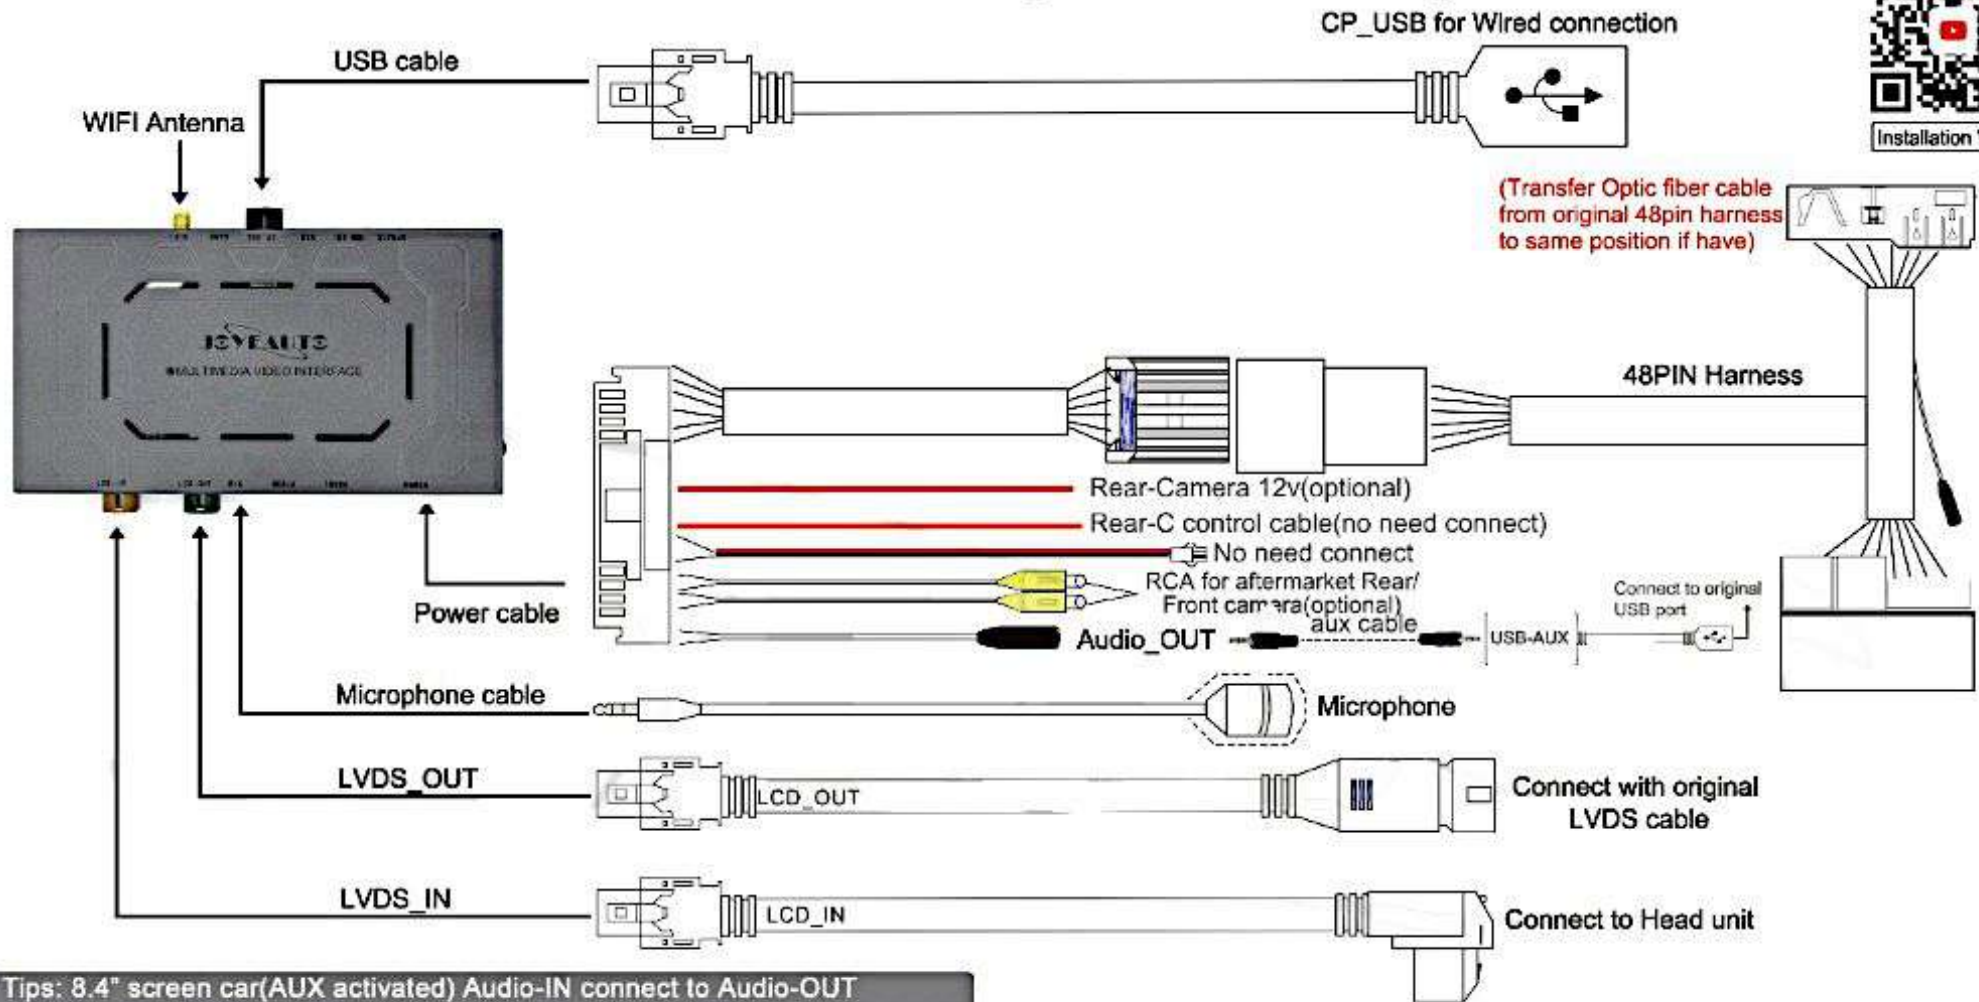 CP_USB for Wired connection
USB cable
WIFI Antenna
Installation
(Transfer Optic fiber cable
from original 48pin harness
to same position if have)
JOYEAUTO
MULTIMEDIA VIDEO INTERFACE
48PIN Harness
Rear-Camera 12v(optional)
Rear-C control cable(no need connect)
No need connect
RCA for aftermarket Rear/
Front camera(optional)
aux cable
Connect to original
USB port
Power cable
Audio_OUT
USB-AUX
Microphone cable
Microphone
LVDS_OUT
LCD_OUT
Connect with original
LVDS cable
LVDS_IN
LCD_IN
Connect to Head unit
Tips: 8.4" screen car(AUX activated) Audio-IN connect to Audio-OUT